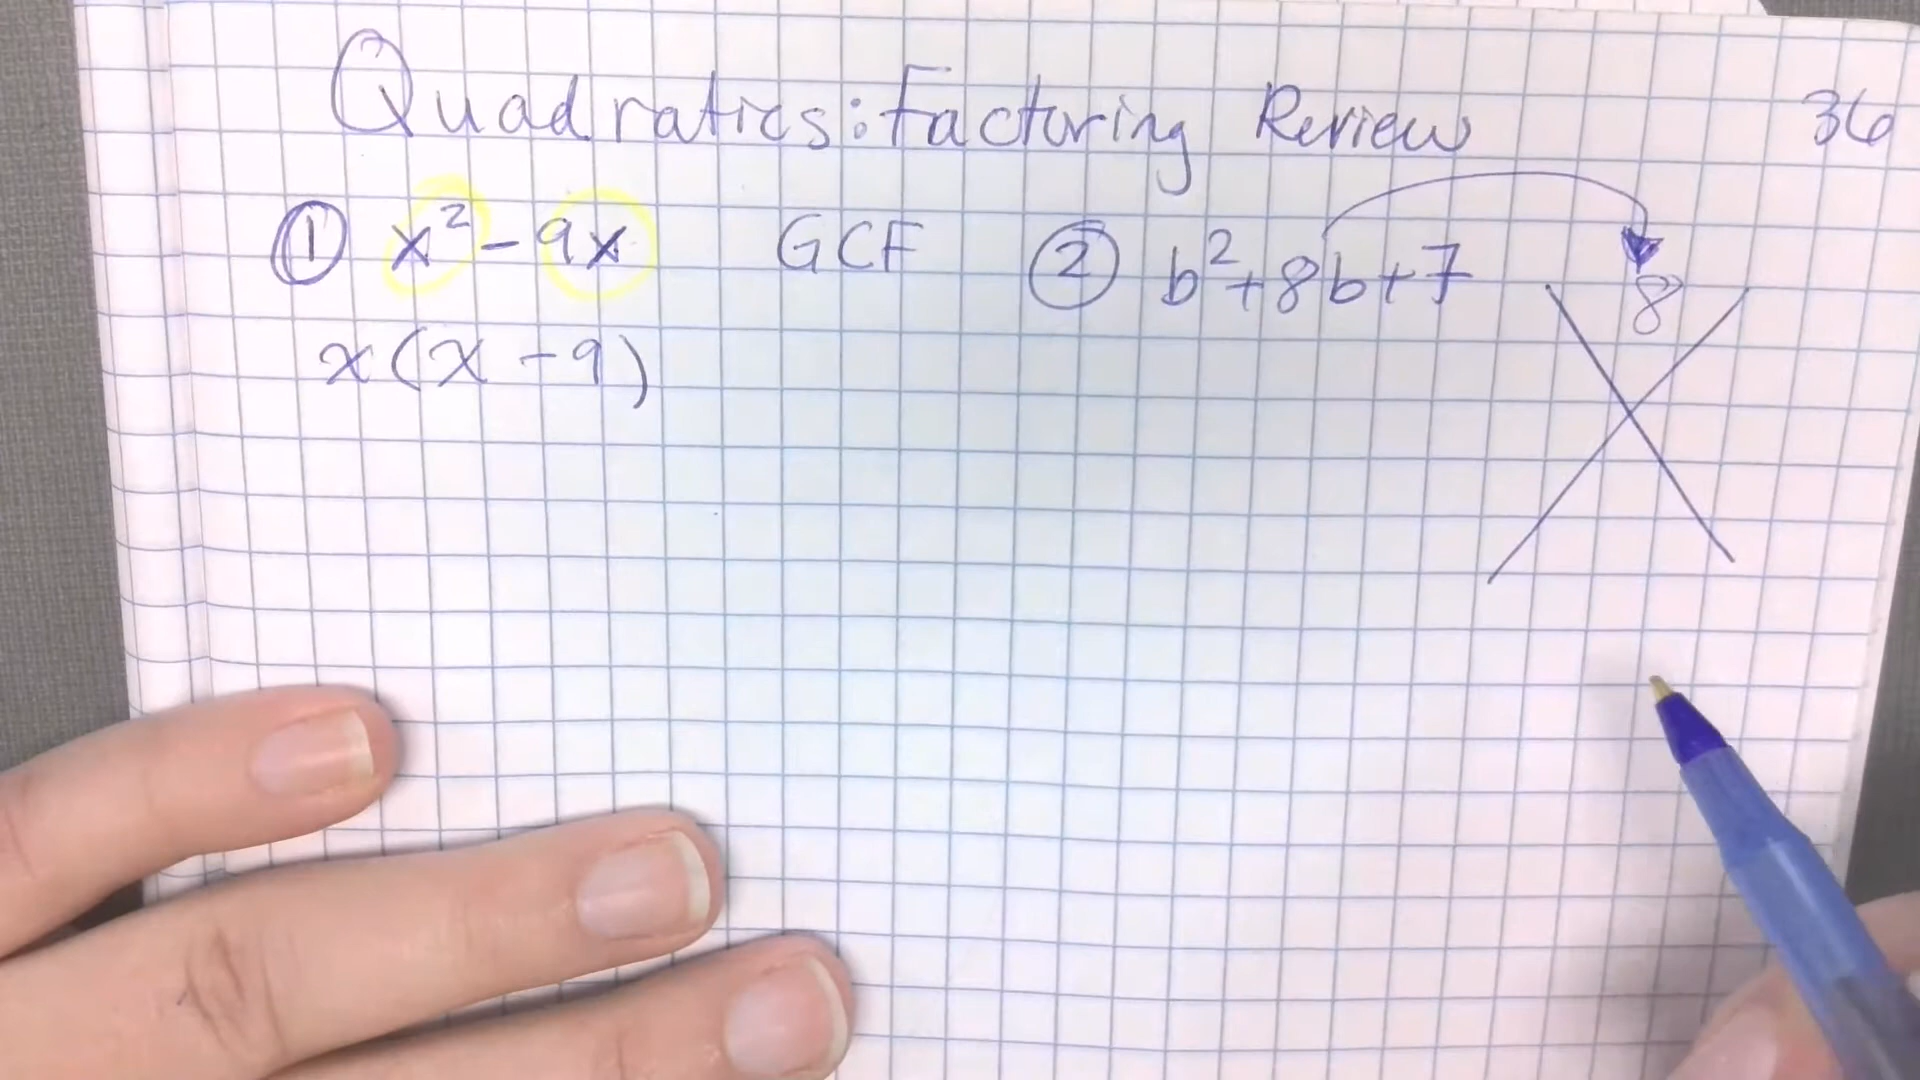 Quadratics: Factoring Review 36
① x² - 9x GCF
x(x - 9)
② b² + 8b + 7
8